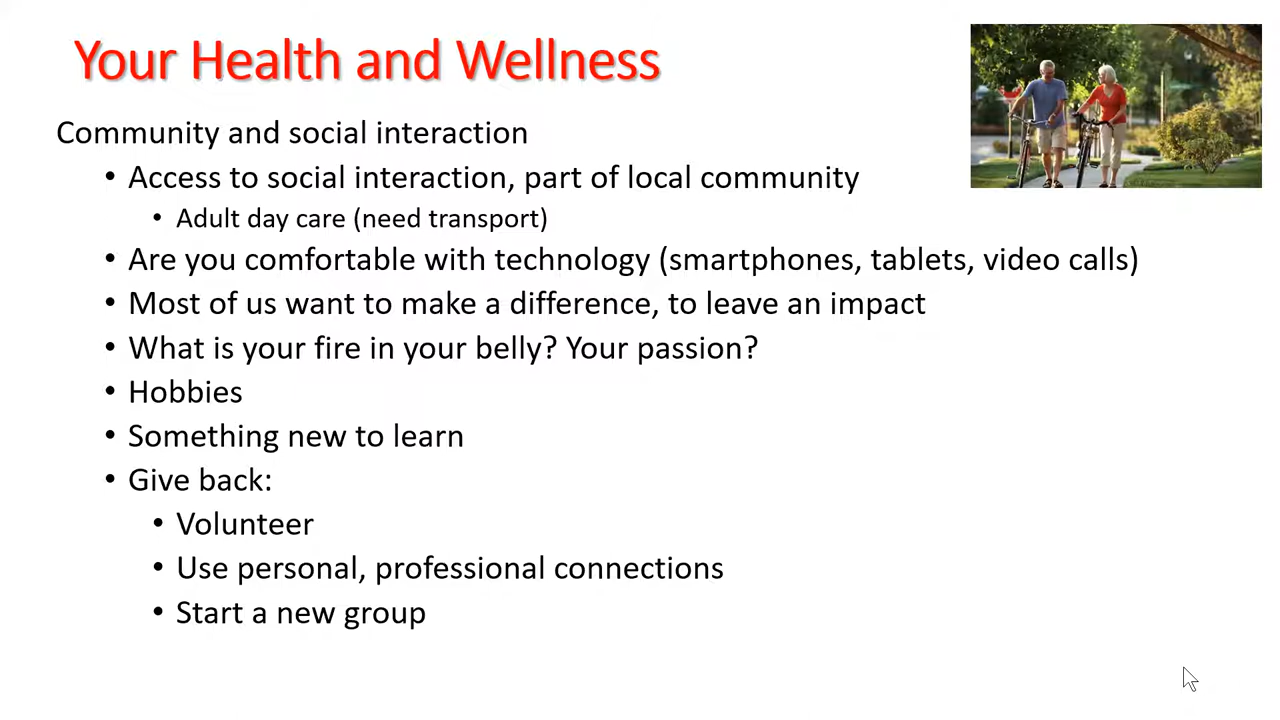 Your Health and Wellness
Community and social interaction
• Access to social interaction, part of local community
• Adult day care (need transport)
• Are you comfortable with technology (smartphones, tablets, video calls)
• Most of us want to make a difference, to leave an impact
• What is your fire in your belly? Your passion?
• Hobbies
• Something new to learn
• Give back:
• Volunteer
• Use personal, professional connections
• Start a new group